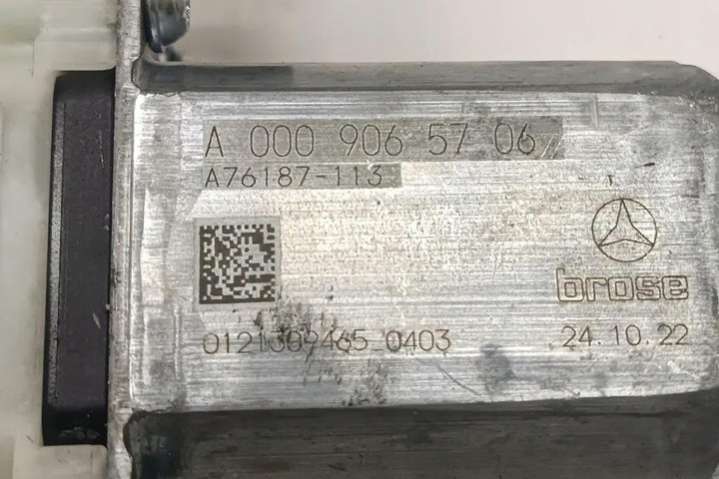 A 000 906 57 06
A76187-113
brose
0121309465 0403
24.10.22